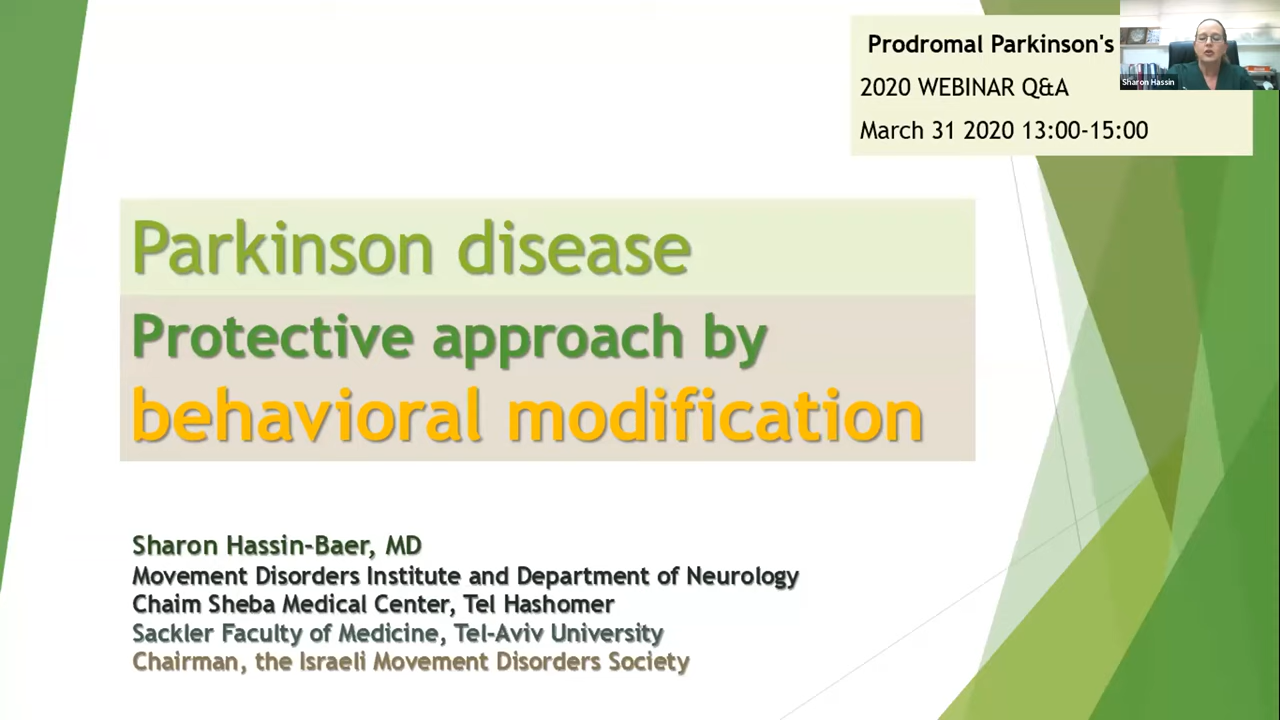 Prodromal Parkinson's
2020 WEBINAR Q&A
March 31 2020 13:00-15:00
Sharon Hassin
Parkinson disease
Protective approach by
behavioral modification
Sharon Hassin-Baer, MD
Movement Disorders Institute and Department of Neurology
Chaim Sheba Medical Center, Tel Hashomer
Sackler Faculty of Medicine, Tel-Aviv University
Chairman, the Israeli Movement Disorders Society